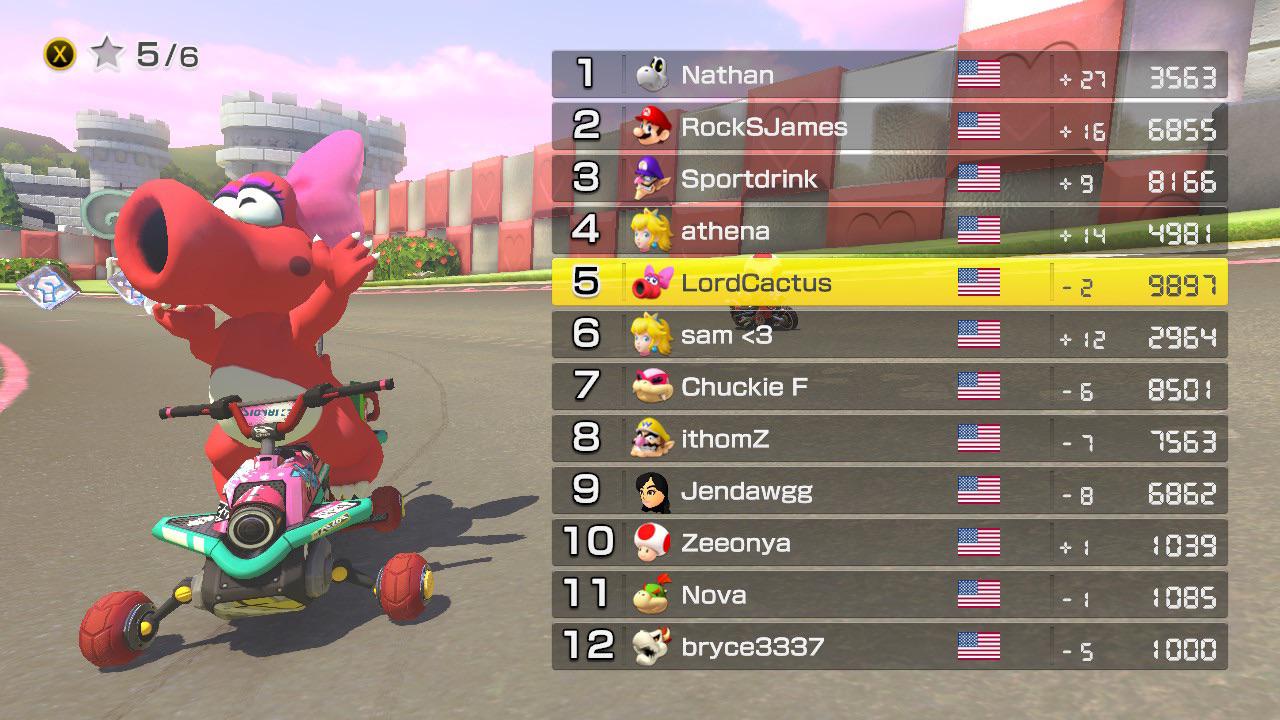 X 5/6
1 Nathan + 27 3563
2 RockSJames + 16 6855
3 Sportdrink + 9 8166
4 athena + 14 4981
5 LordCactus - 2 9897
6 sam <3 + 12 2964
7 Chuckie F - 6 8501
8 ithomZ - 7 7563
9 Jendawgg - 8 6862
10 Zeeonya + 1 1039
11 Nova - 1 1085
12 bryce3337 - 5 1000